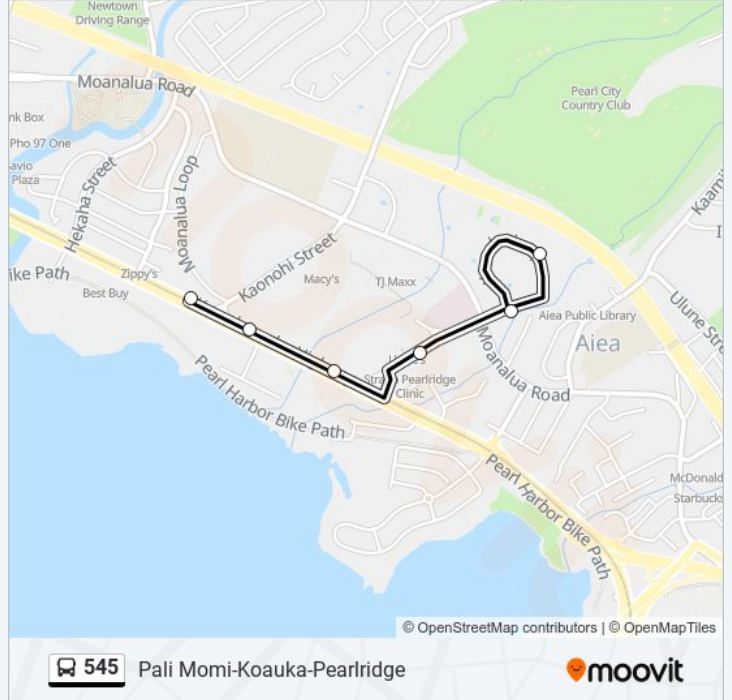 Newtown
Driving Range
Moanalua Road
nk Box
Pho 97 One
avio
Plaza
Hekaha Street
Moanalua Loop
Kaonohi Street
Pearl City
Country Club
Kaami
ike Path
Zippy's
Best Buy
Macy's
TJ Maxx
Aiea Public Library
Ulune Stre
Aiea
Moanalua Road
Pearlridge
Clinic
Pearl Harbor Bike Path
Pearl Harbor Bike Path
McDonald
Starbucks
© OpenStreetMap contributors | © OpenMapTiles
545 Pali Momi-Koauka-Pearlridge
moovit